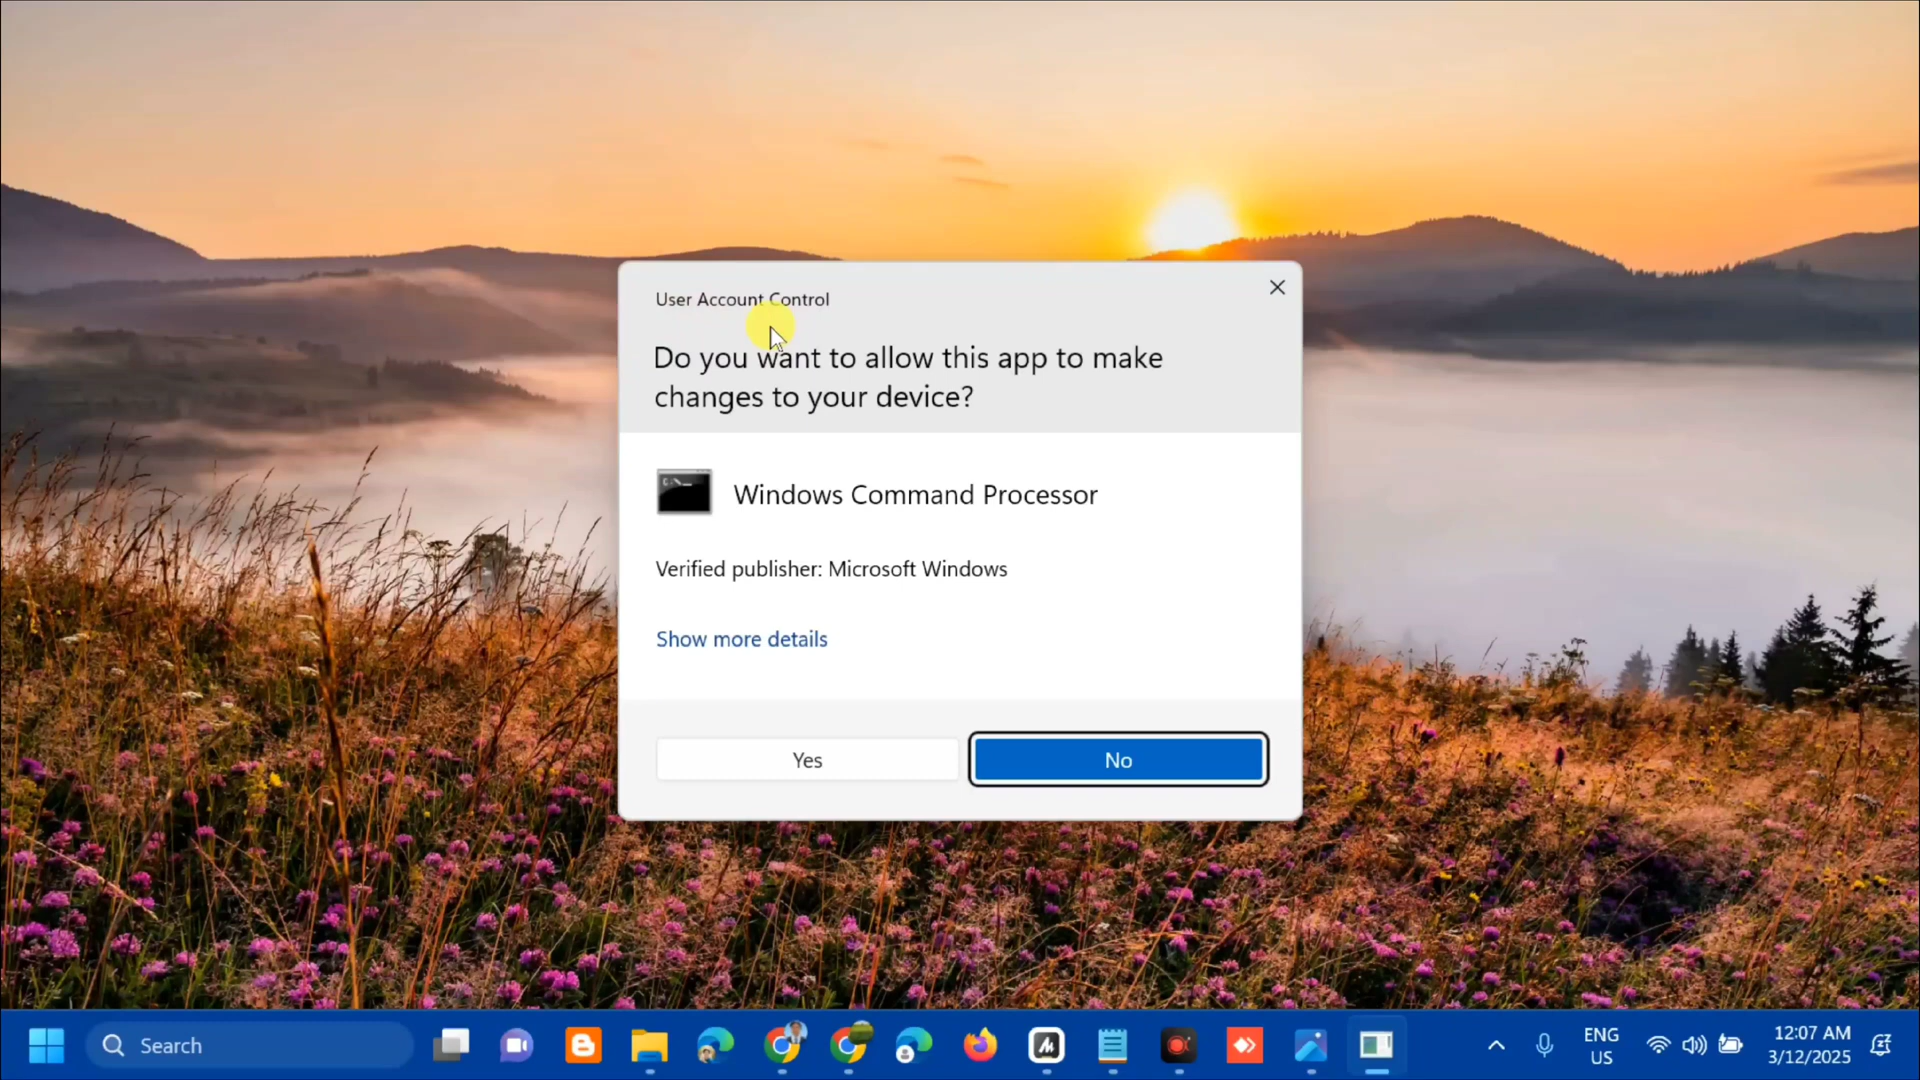 User Account Control
Do you want to allow this app to make
changes to your device?
Windows Command Processor
Verified publisher: Microsoft Windows
Show more details
Yes
No
Search
ENG
US
12:07 AM
3/12/2025